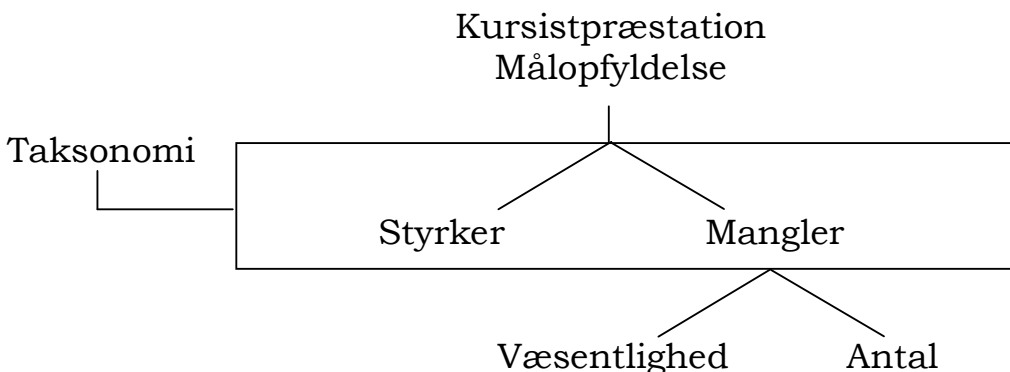 Kursistpræstation
Målopfyldelse
Taksonomi
Styrker
Mangler
Væsentlighed
Antal